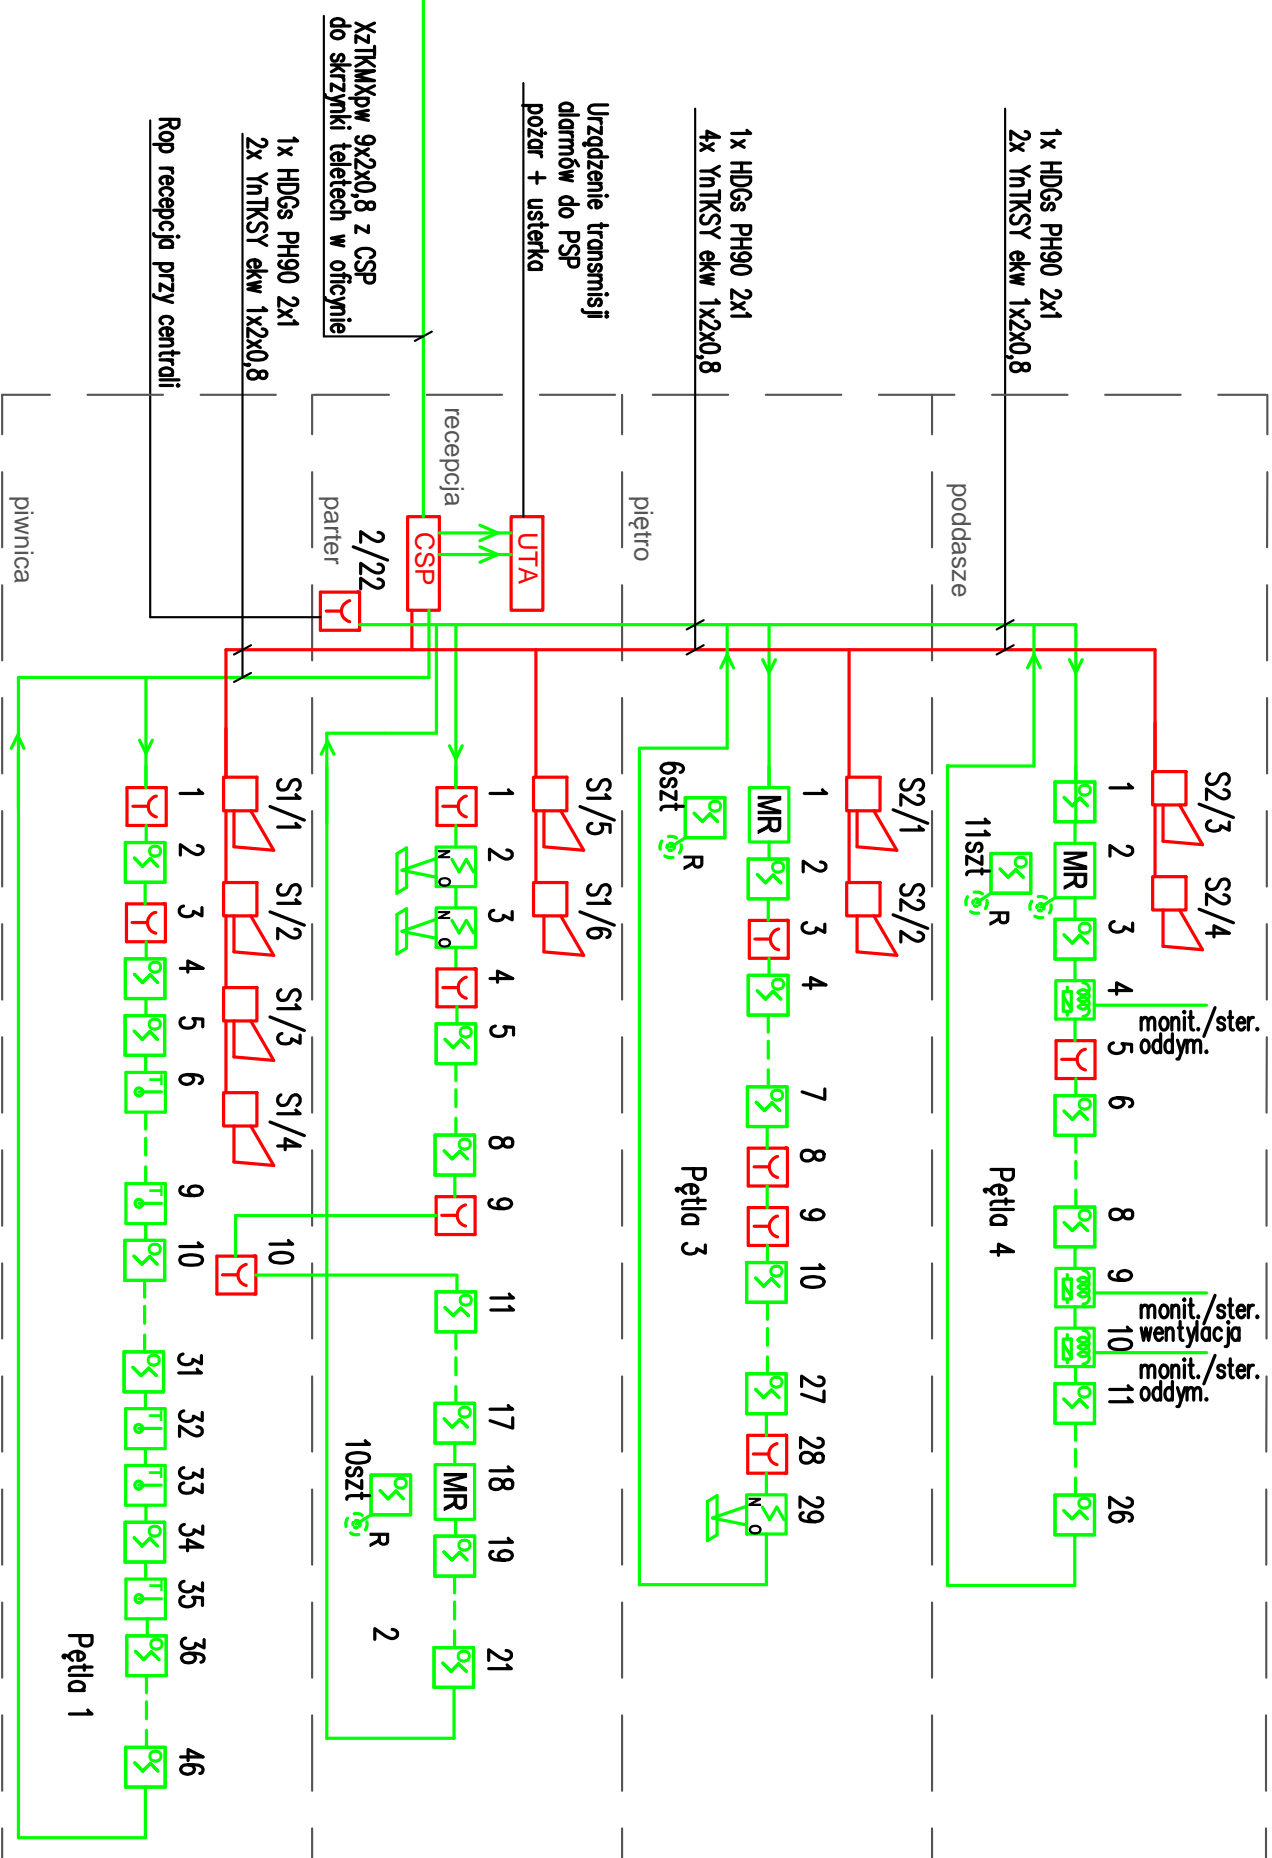 1x HDGs PH90 2x1
2x YnTKSY ekw 1x2x0,8
poddasze
S2/3
S2/4
1
2
3
4
5
6
8
9
10
11
26
MR
11szt
R
monit./ster.
oddym.
monit./ster.
wentylacja
monit./ster.
oddym.
Pętla 4
1x HDGs PH90 2x1
4x YnTKSY ekw 1x2x0,8
piętro
S2/1
S2/2
1
2
3
4
7
8
9
10
27
28
29
MR
N O
6szt
R
Pętla 3
Urządzenie transmisji
alarmów do PSP
pożar + usterka
UTA
recepcja
CSP
XzTKMXpw 9x2x0,8 z CSP
do skrzynki teletech w oficynie
2/22
parter
S1/5
S1/6
1
2
3
4
5
8
9
10
11
17
18
19
21
N O
N O
MR
10szt
R
2
1x HDGs PH90 2x1
2x YnTKSY ekw 1x2x0,8
Rop recepcja przy centrali
piwnica
S1/1
S1/2
S1/3
S1/4
1
2
3
4
5
6
9
10
31
32
33
34
35
36
46
T
T
T
T
T
Pętla 1